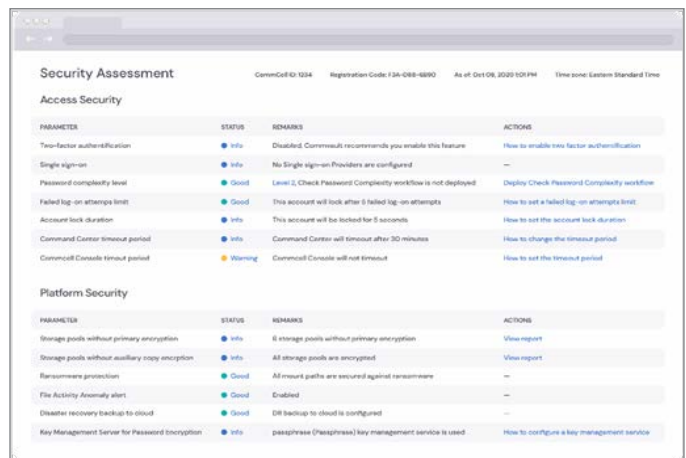 Security Assessment CommCell ID: 1234 Registration Code: F3A-D88-6B90 As of: Oct 09, 2020 1:01 PM Time zone: Eastern Standard Time
Access Security
PARAMETER STATUS REMARKS ACTIONS
Two-factor authentification Info Disabled, Commvault recommends you enable this feature How to enable two factor authentification
Single sign-on Info No Single sign-on Providers are configured —
Password complexity level Good Level 2, Check Password Complexity workflow is not deployed Deploy Check Password Complexity workflow
Failed log-on attemps limit Good This account will lock after 5 failed log-on attempts How to set a failed log-on attempts limit
Account lock duration Info This account will be locked for 5 seconds How to set the account lock duration
Command Center timeout period Info Command Center will timeout after 30 minutes How to change the timeout period
Commcell Console timout period Warning Commcell Console will not timeout How to set the timeout period
Platform Security
PARAMETER STATUS REMARKS ACTIONS
Storage pools without primary encryption Info 6 storage pools without primary encryption View report
Storage pools without auxiliary copy encrption Info All storage pools are encrypted View report
Ransomware protection Good All mount paths are secured against ransomware —
File Activity Anomaly alert Good Enabled —
Disaster recovery backup to cloud Good DR backup to cloud is configured —
Key Management Server for Password Encryption Info passphrase (Passphrase) key management service is used How to configure a key management service